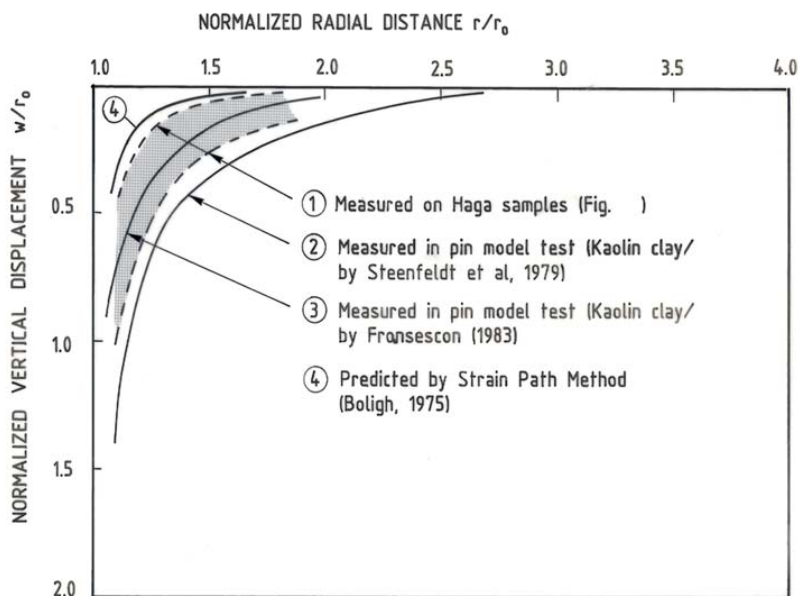 NORMALIZED RADIAL DISTANCE r/r₀
1.0 1.5 2.0 2.5 3.0 3.5 4.0
NORMALIZED VERTICAL DISPLACEMENT w/r₀
0.5
1.0
1.5
2.0
④
① Measured on Haga samples (Fig. )
② Measured in pin model test (Kaolin clay/
by Steenfeldt et al, 1979)
③ Measured in pin model test (Kaolin clay/
by Fransescon (1983)
④ Predicted by Strain Path Method
(Boligh, 1975)